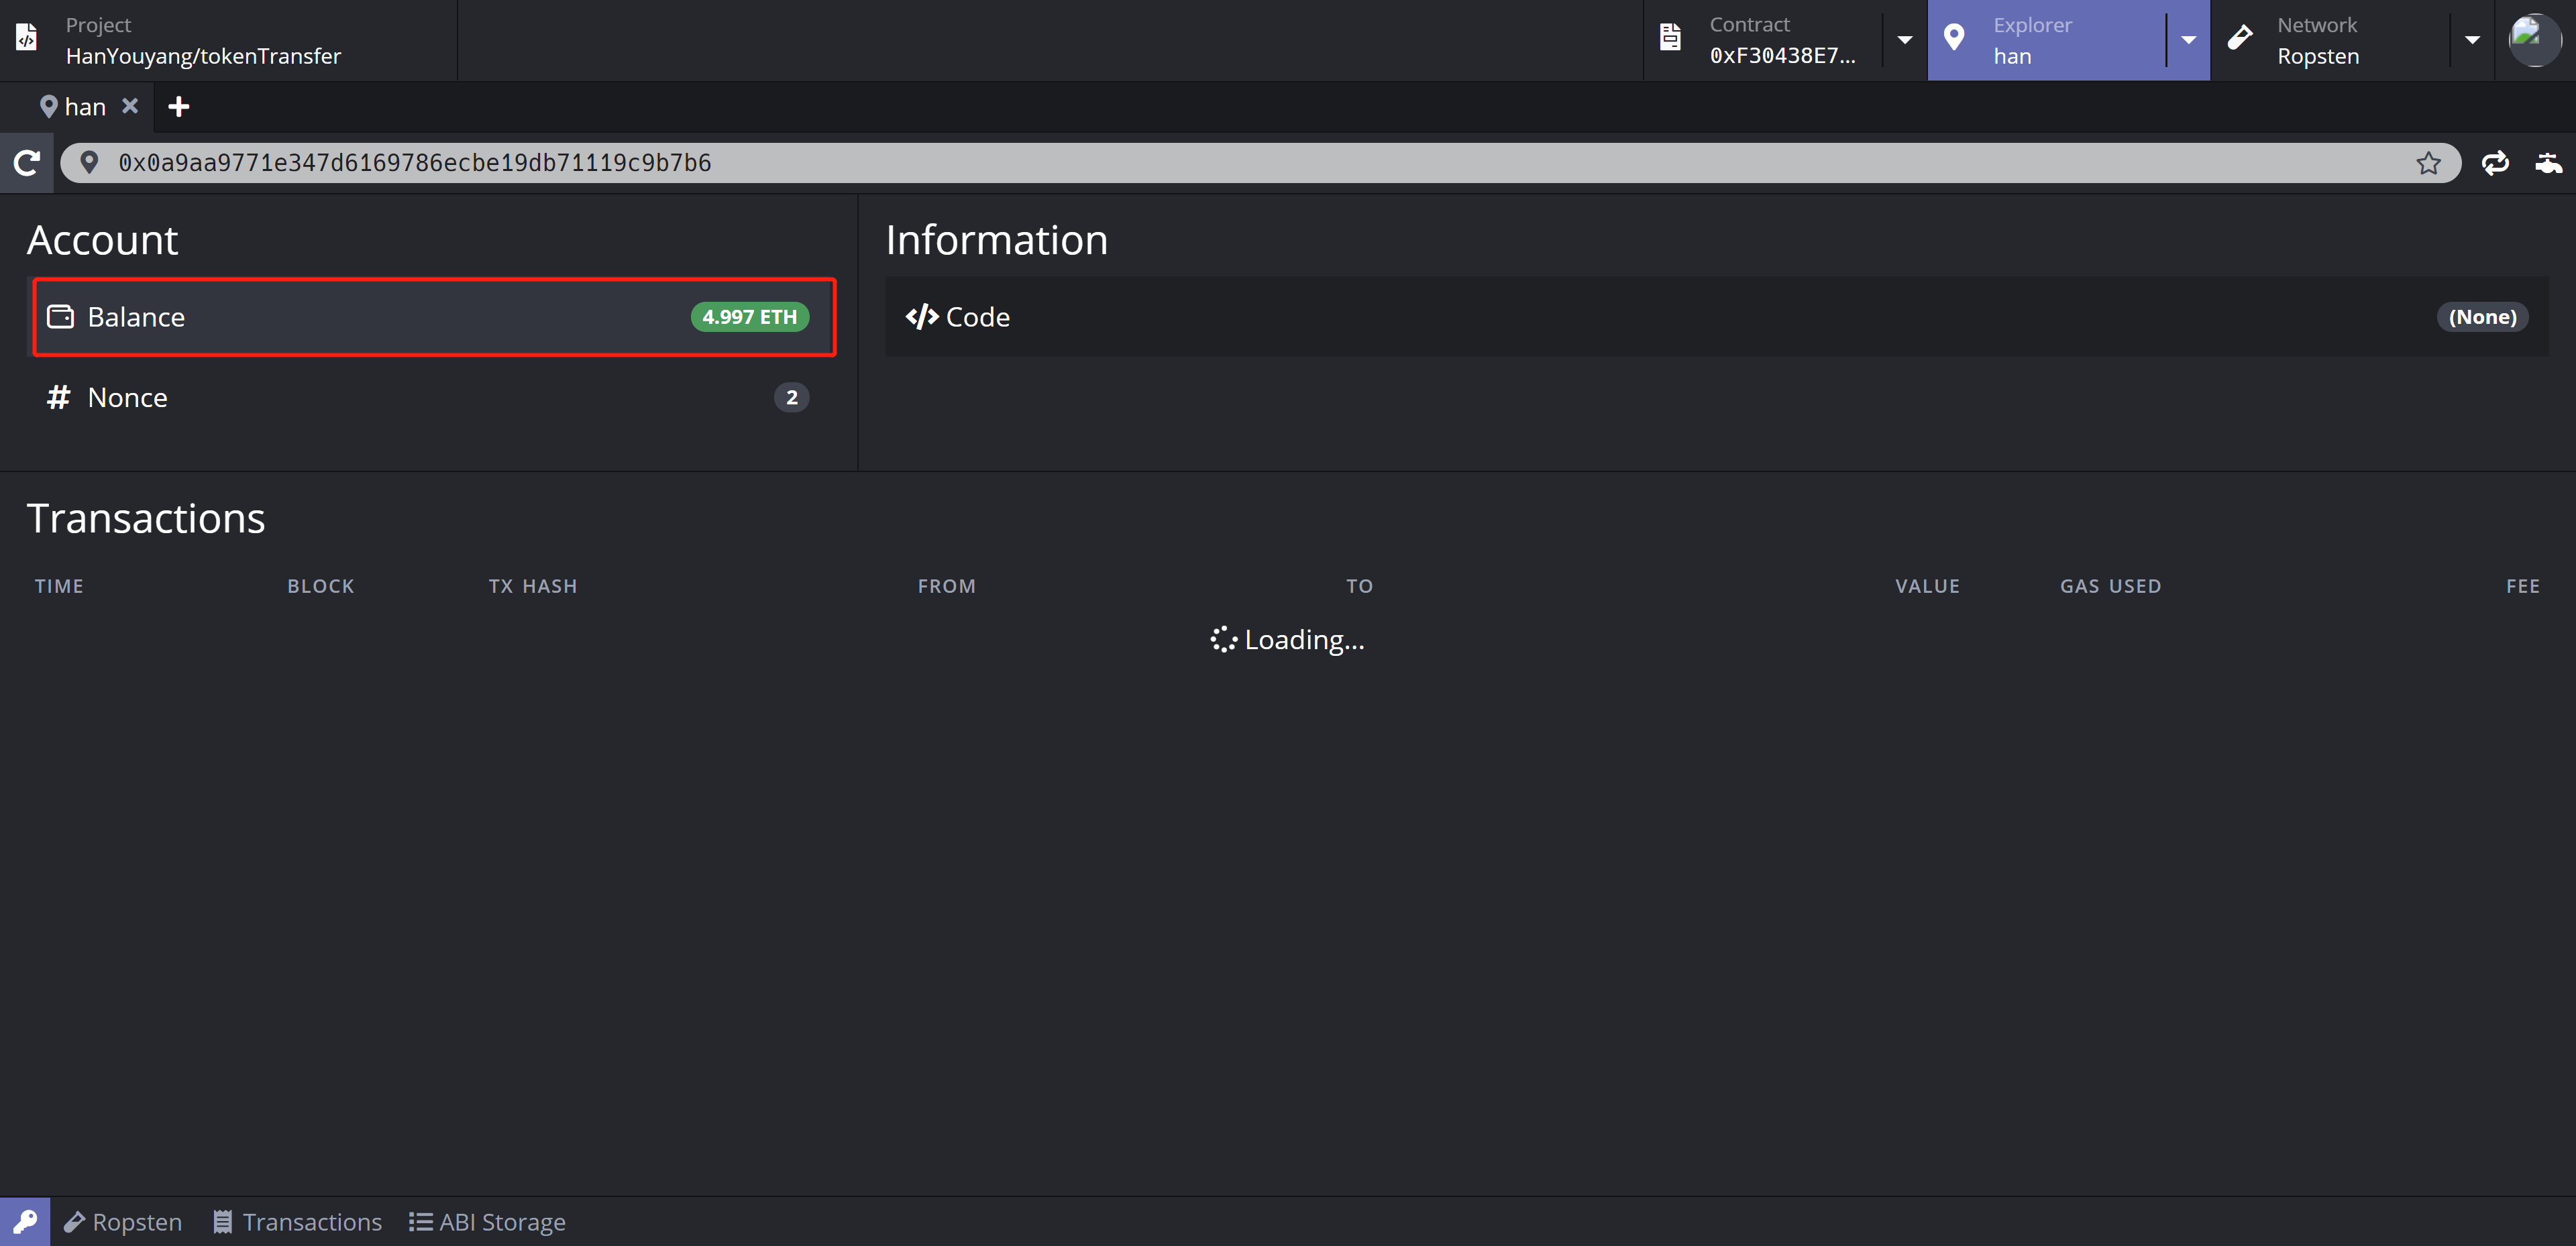 Project
HanYouyang/tokenTransfer
Contract
0xF30438E7...
Explorer
han
Network
Ropsten
han
0x0a9aa9771e347d6169786ecbe19db71119c9b7b6
Account
Balance
4.997 ETH
Nonce
2
Information
Code
(None)
Transactions
TIME BLOCK TX HASH FROM TO VALUE GAS USED FEE
Loading...
Ropsten Transactions ABI Storage